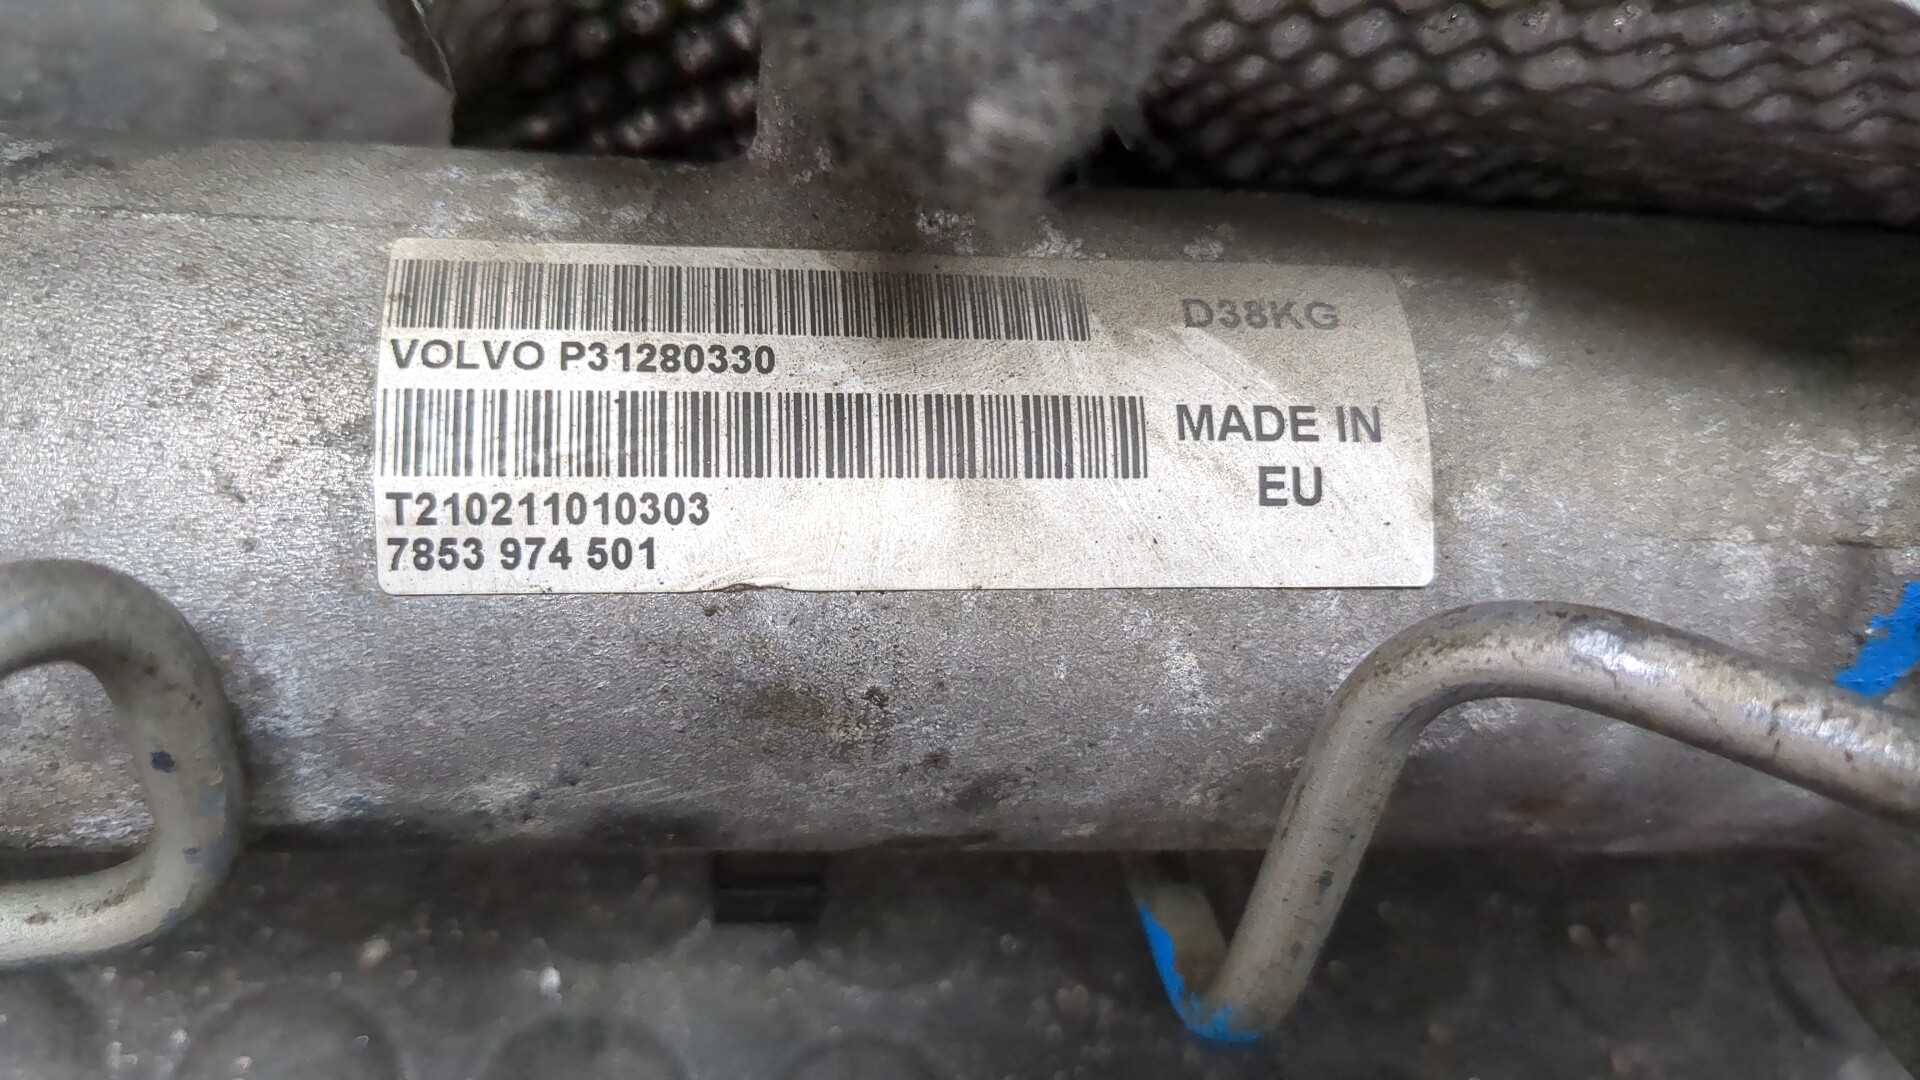 D38KG
VOLVO P31280330
MADE IN
EU
T210211010303
7853 974 501